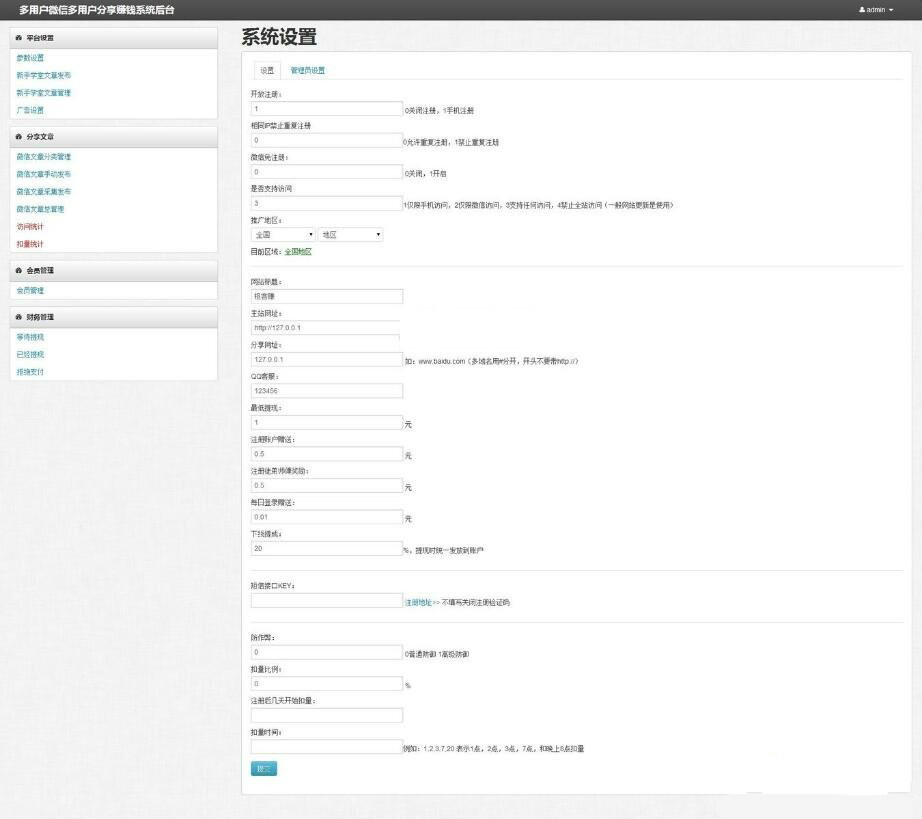 多用户微信多用户分享赚钱系统后台
admin
平台设置
参数设置
新手学堂文章发布
新手学堂文章管理
广告设置
分享文章
微信文章分类管理
微信文章手动发布
微信文章采集发布
微信文章总管理
访问统计
扣量统计
会员管理
会员管理
财务管理
等待提现
已经提现
拒绝支付
系统设置
设置 管理员设置
开放注册：
1 0关闭注册，1手机注册
相同IP禁止重复注册
0 0允许重复注册，1禁止重复注册
微信免注册：
0 0关闭，1开启
是否支持访问
3 1仅限手机访问，2仅限微信访问，3支持任何访问，4禁止全站访问（一般网站更新是使用）
推广地区：
全国 地区
目前区域：全国地区
网站标题：
主站网址：
http://127.0.0.1
分享网址：
127.0.0.1 如：www.baidu.com（多域名用#分开，开头不要带http://）
QQ客服：
123456
最低提现：
1 元
注册账户赠送：
0.5 元
注册徒弟师傅奖励：
0.5 元
每日登录赠送：
0.01 元
下线提成：
20 %，提现时统一发放到账户
短信接口KEY：
注册地址>> 不填写关闭注册验证码
防作弊：
0 0普通防御 1高级防御
扣量比例：
0 %
注册后几天开始扣量：
扣量时间：
例如：1,2,3,7,20 表示1点，2点，3点，7点，和晚上8点扣量
提交